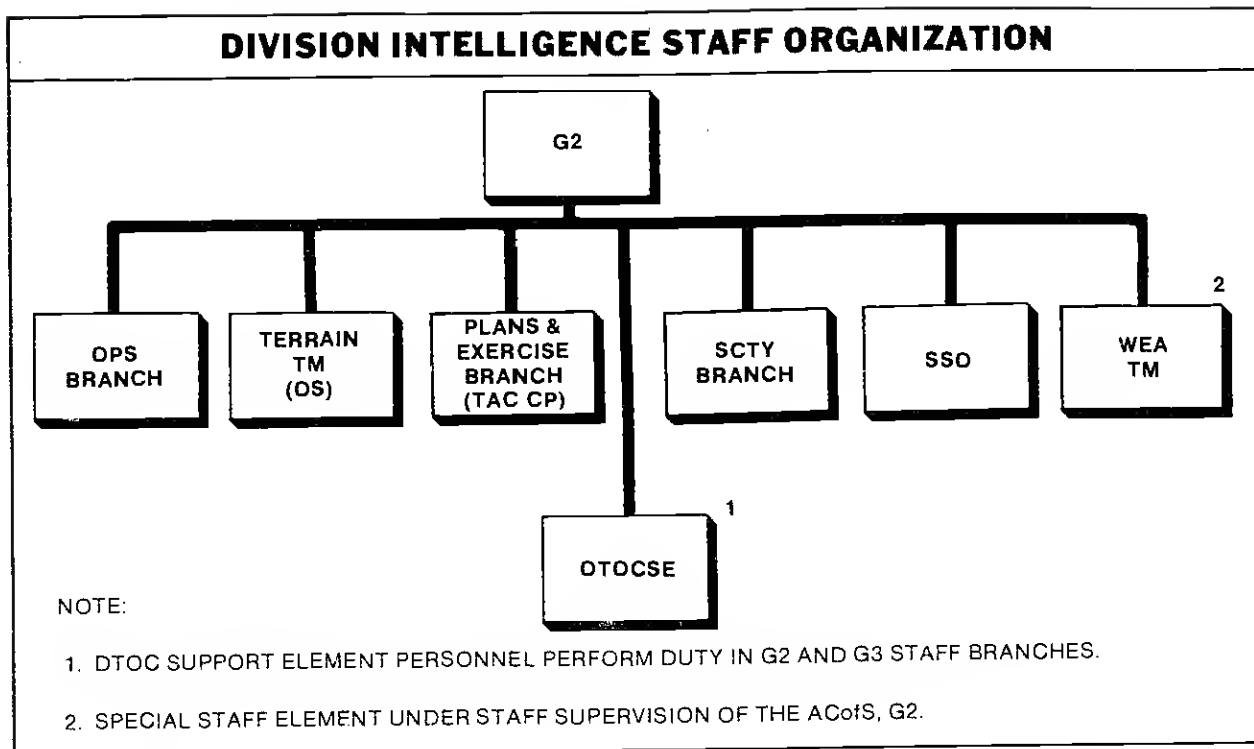 DIVISION INTELLIGENCE STAFF ORGANIZATION
G2
OPS
BRANCH
TERRAIN
TM
(OS)
PLANS &
EXERCISE
BRANCH
(TAC CP)
SCTY
BRANCH
SSO
2
WEA
TM
1
OTOCSE
NOTE:
1. DTOC SUPPORT ELEMENT PERSONNEL PERFORM DUTY IN G2 AND G3 STAFF BRANCHES.
2. SPECIAL STAFF ELEMENT UNDER STAFF SUPERVISION OF THE ACofS, G2.